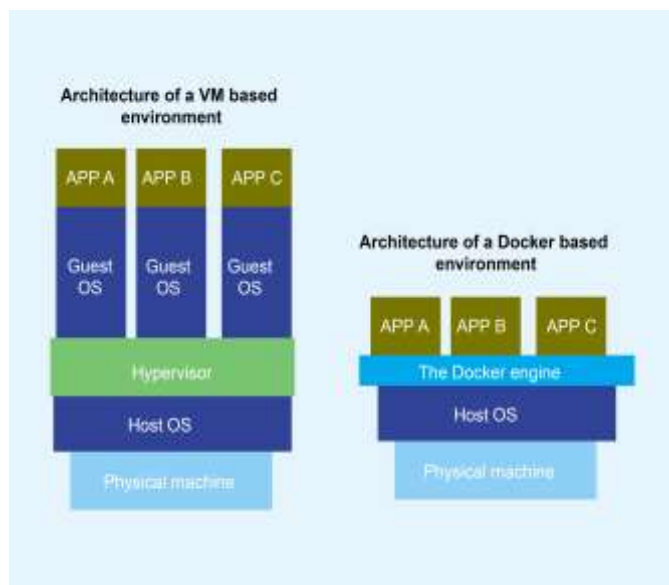 Architecture of a VM based
environment
APP A
APP B
APP C
Guest
OS
Guest
OS
Guest
OS
Hypervisor
Host OS
Physical machine
Architecture of a Docker based
environment
APP A
APP B
APP C
The Docker engine
Host OS
Physical machine